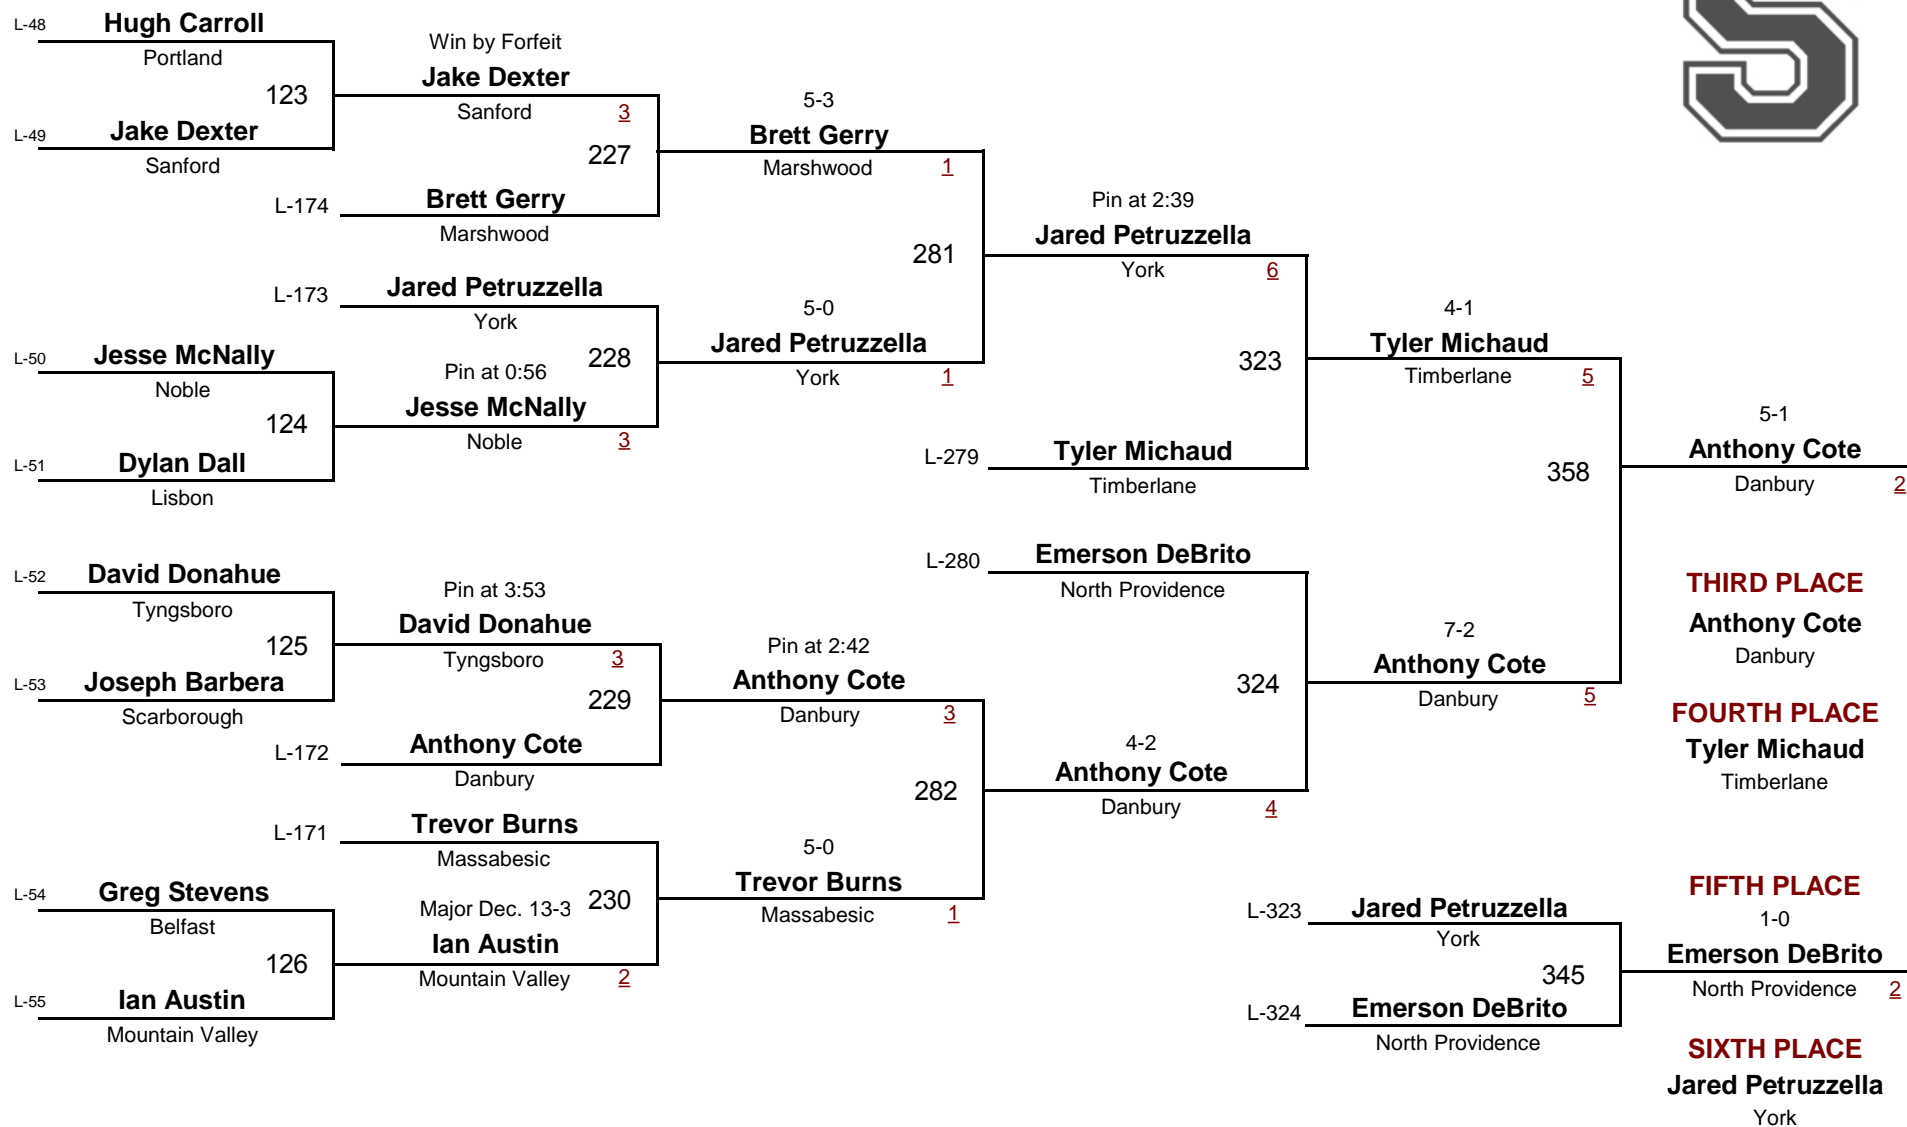 L-48
Hugh Carroll
Portland
123
L-49
Jake Dexter
Sanford
Win by Forfeit
Jake Dexter
Sanford
3
227
L-174
Brett Gerry
Marshwood
5-3
Brett Gerry
Marshwood
1
281
L-173
Jared Petruzzella
York
228
L-50
Jesse McNally
Noble
124
L-51
Dylan Dall
Lisbon
Pin at 0:56
Jesse McNally
Noble
3
5-0
Jared Petruzzella
York
1
Pin at 2:39
Jared Petruzzella
York
6
323
L-279
Tyler Michaud
Timberlane
4-1
Tyler Michaud
Timberlane
5
358
L-52
David Donahue
Tyngsboro
125
L-53
Joseph Barbera
Scarborough
Pin at 3:53
David Donahue
Tyngsboro
3
229
L-172
Anthony Cote
Danbury
Pin at 2:42
Anthony Cote
Danbury
3
282
L-171
Trevor Burns
Massabesic
230
L-54
Greg Stevens
Belfast
126
L-55
Ian Austin
Mountain Valley
Major Dec. 13-3
Ian Austin
Mountain Valley
2
5-0
Trevor Burns
Massabesic
1
L-280
Emerson DeBrito
North Providence
324
4-2
Anthony Cote
Danbury
4
7-2
Anthony Cote
Danbury
5
5-1
Anthony Cote
Danbury
2
THIRD PLACE
Anthony Cote
Danbury
FOURTH PLACE
Tyler Michaud
Timberlane
L-323
Jared Petruzzella
York
345
L-324
Emerson DeBrito
North Providence
FIFTH PLACE
1-0
Emerson DeBrito
North Providence
2
SIXTH PLACE
Jared Petruzzella
York
S